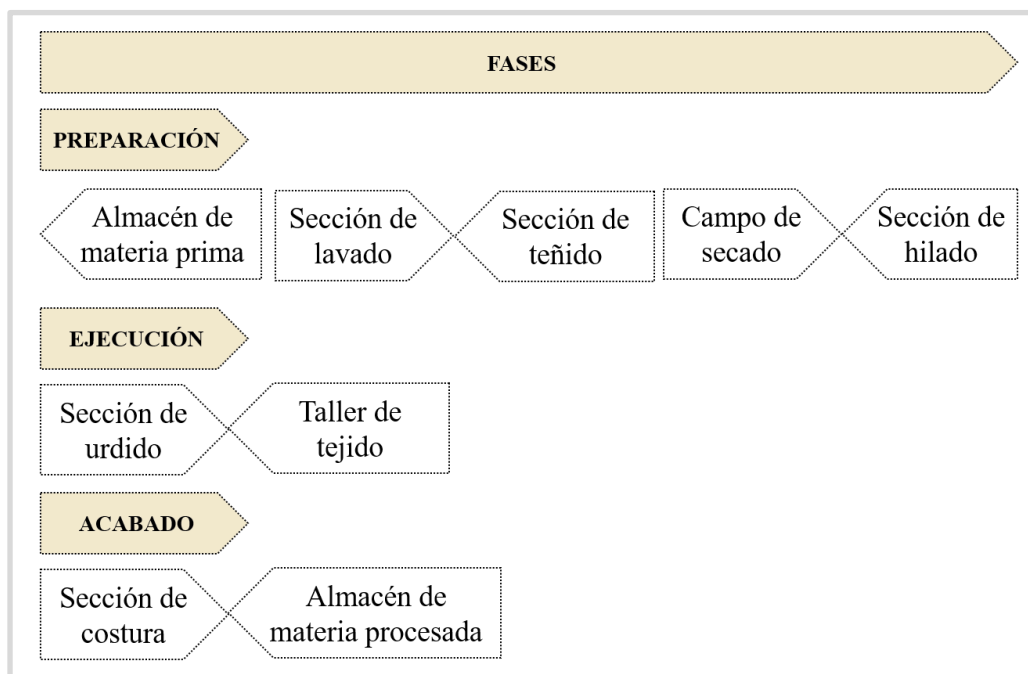 FASES
PREPARACIÓN
Almacén de
materia prima
Sección de
lavado
Sección de
teñido
Campo de
secado
Sección de
hilado
EJECUCIÓN
Sección de
urdido
Taller de
tejido
ACABADO
Sección de
costura
Almacén de
materia procesada